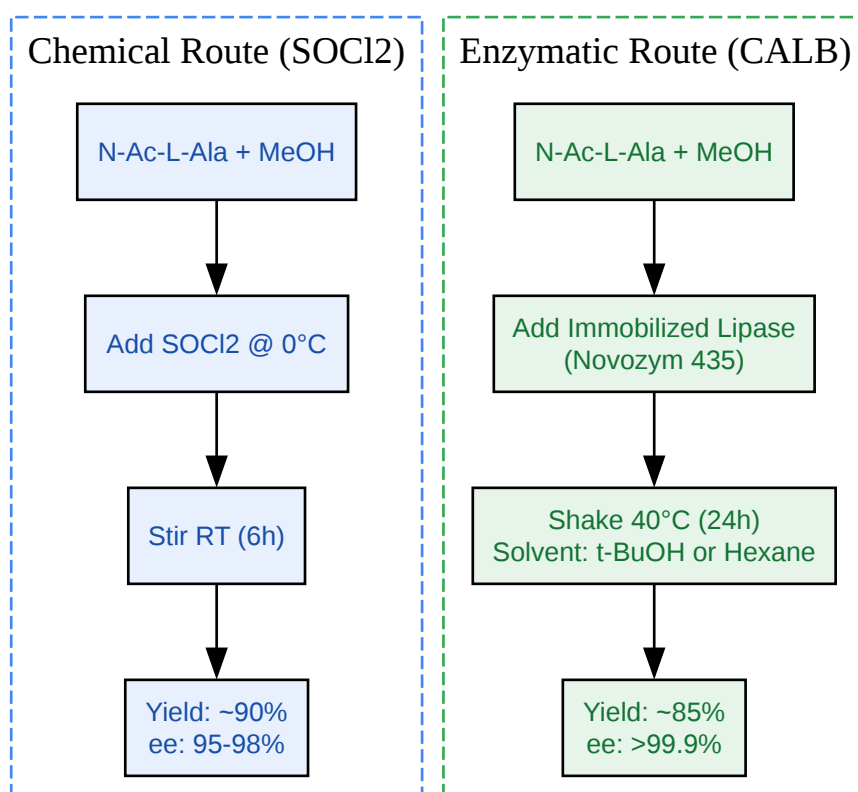 Chemical Route (SOCl2)
N-Ac-L-Ala + MeOH
Add SOCl2 @ 0°C
Stir RT (6h)
Yield: ~90%
ee: 95-98%
Enzymatic Route (CALB)
N-Ac-L-Ala + MeOH
Add Immobilized Lipase
(Novozym 435)
Shake 40°C (24h)
Solvent: t-BuOH or Hexane
Yield: ~85%
ee: >99.9%